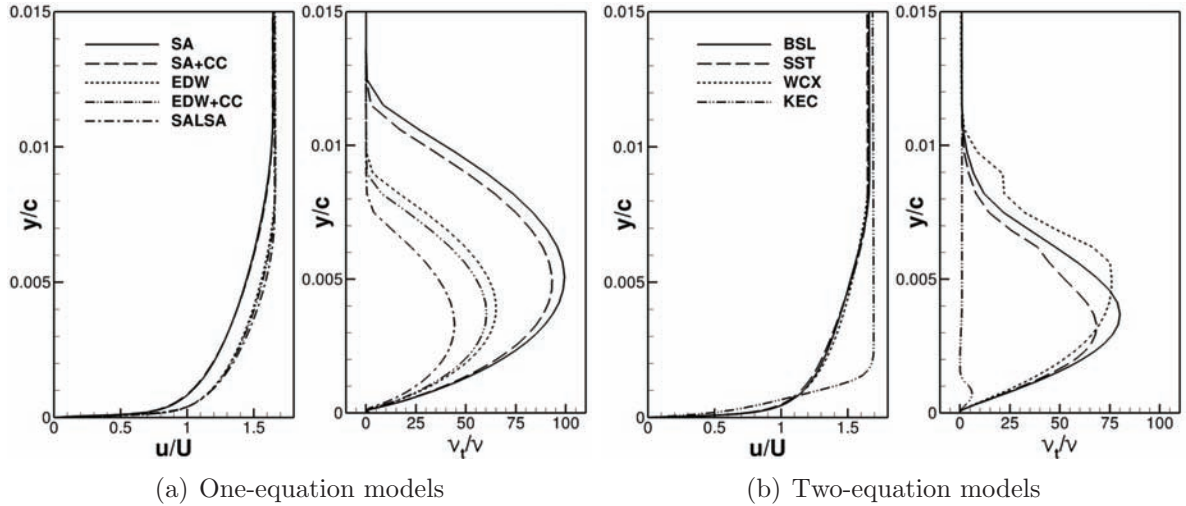 0.015
0.01
0.005
0
y/c
SA
SA+CC
EDW
EDW+CC
SALSA
0 0.5 1 1.5
u/U
0.015
0.01
0.005
0
y/c
0 25 50 75 100
ν_t/ν
0.015
0.01
0.005
0
y/c
BSL
SST
WCX
KEC
0 0.5 1 1.5
u/U
0.015
0.01
0.005
0
y/c
0 25 50 75 100
ν_t/ν
(a) One-equation models
(b) Two-equation models